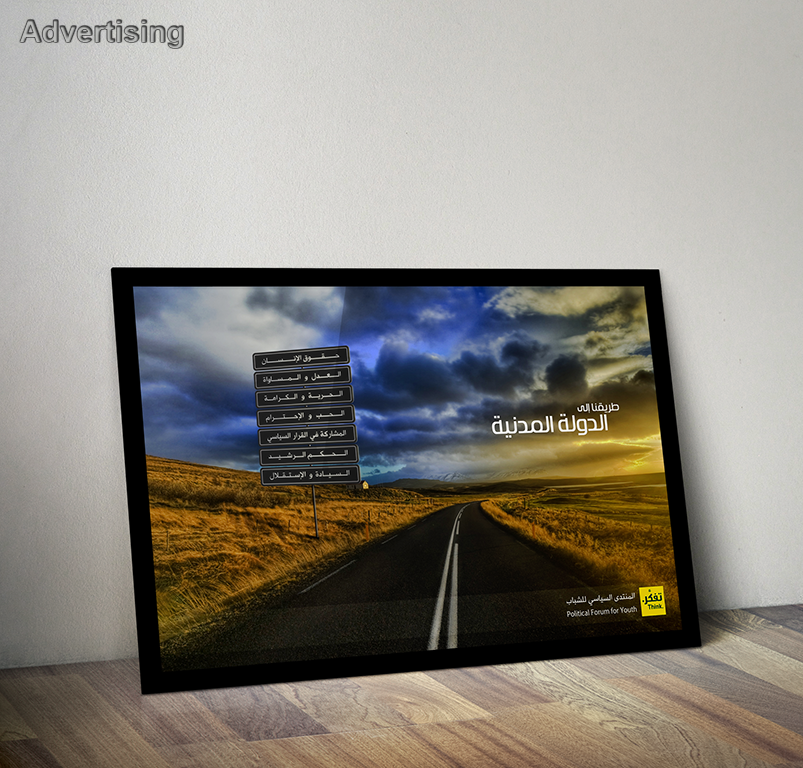 Advertising
حقوق الإنسان
العدل و المساواة
الحرية و الكرامة
الحب و الإحترام
المشاركة في القرار السياسي
الحكم الرشيد
السيادة و الإستقلال
طريقنا إلى
الدولة المدنية
المنتدى السياسي للشباب
Political Forum for Youth
تفكّر.
Think.